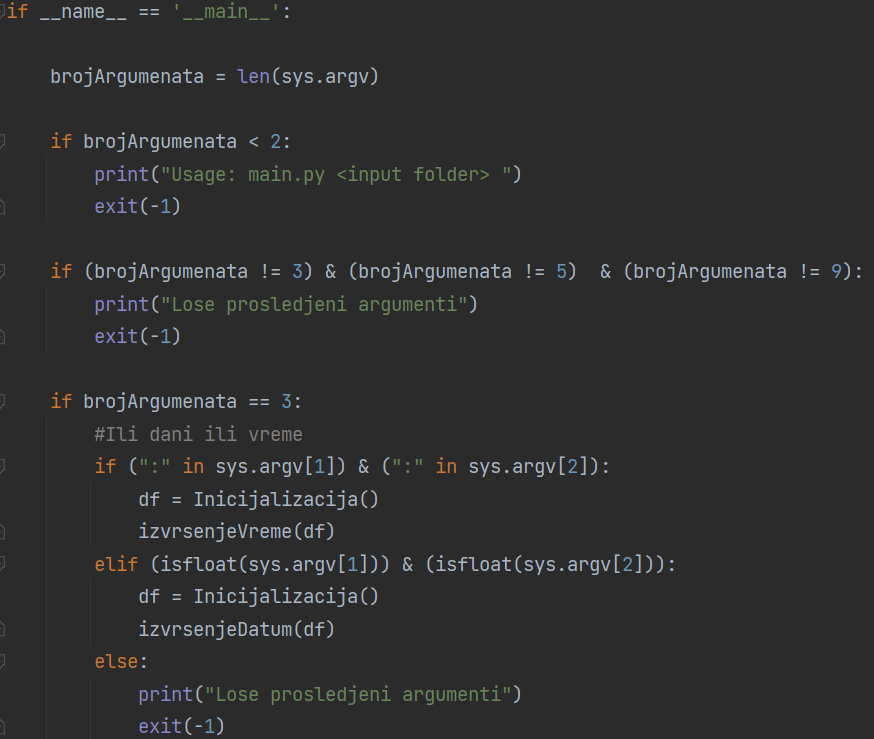 if __name__ == '__main__':
    brojArgumenata = len(sys.argv)
    if brojArgumenata < 2:
        print("Usage: main.py <input folder> ")
        exit(-1)
    if (brojArgumenata != 3) & (brojArgumenata != 5)  & (brojArgumenata != 9):
        print("Lose prosledjeni argumenti")
        exit(-1)
    if brojArgumenata == 3:
        #Ili dani ili vreme
        if (":" in sys.argv[1]) & (":" in sys.argv[2]):
            df = Inicijalizacija()
            izvrsenjeVreme(df)
        elif (isfloat(sys.argv[1])) & (isfloat(sys.argv[2])):
            df = Inicijalizacija()
            izvrsenjeDatum(df)
        else:
            print("Lose prosledjeni argumenti")
            exit(-1)